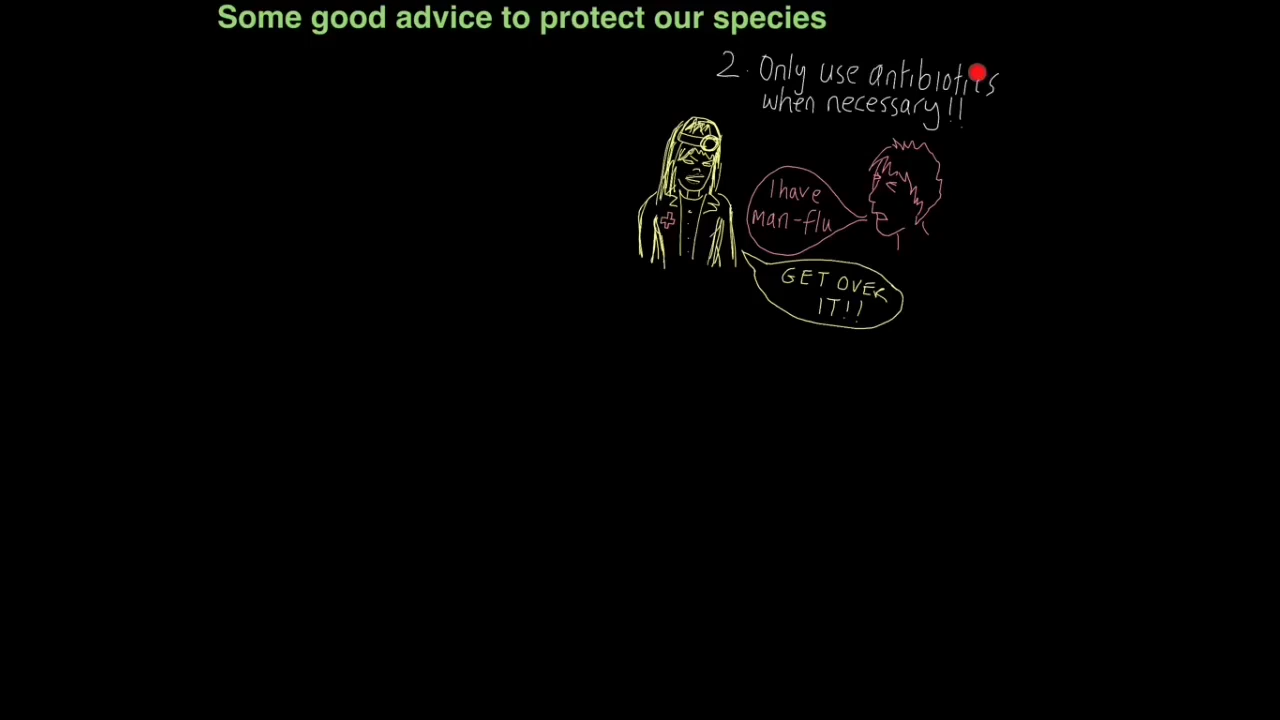 Some good advice to protect our species
2. Only use antibiotics
when necessary!!
I have
man-flu
GET OVER
IT!!